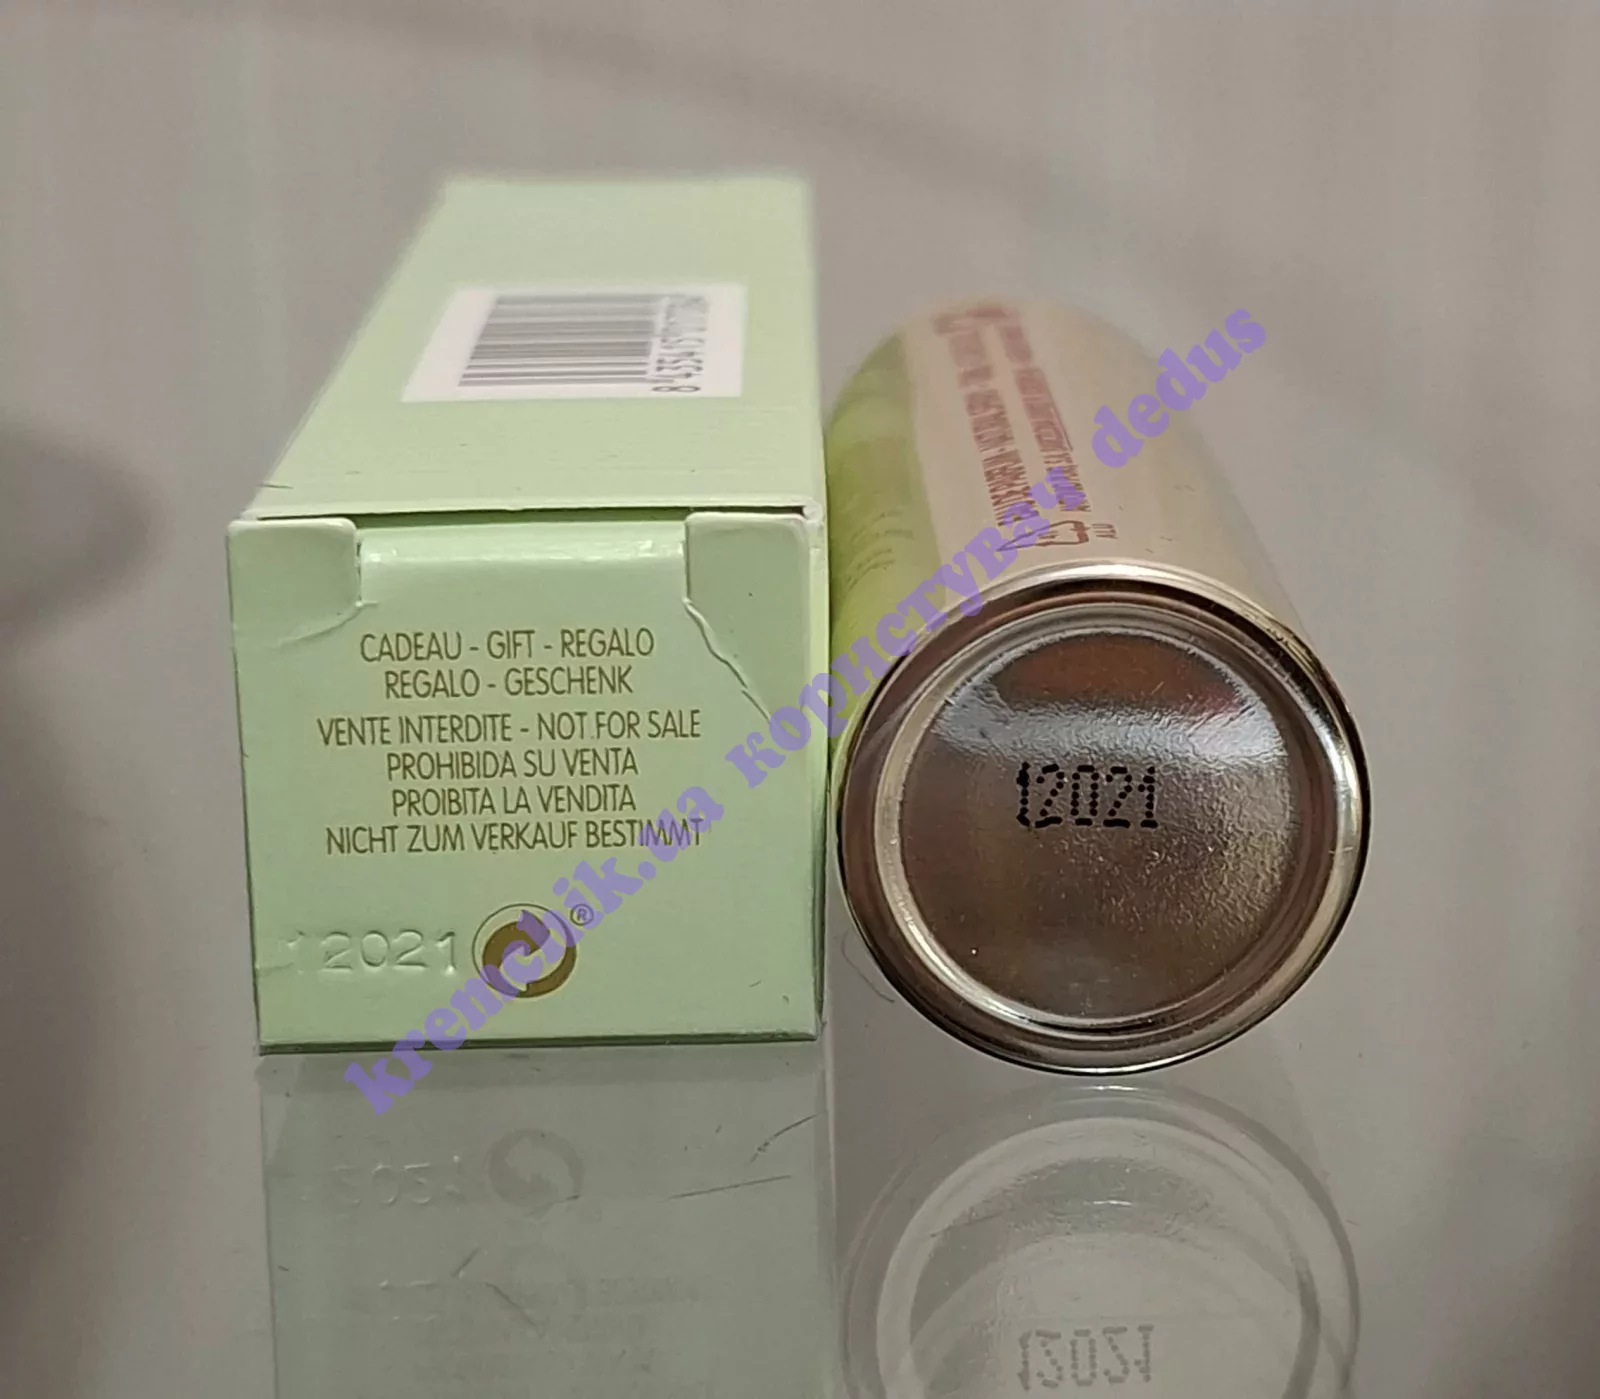 CADEAU - GIFT - REGALO
REGALO - GESCHENK
VENTE INTERDITE - NOT FOR SALE
PROHIBIDA SU VENTA
PROIBITA LA VENDITA
NICHT ZUM VERKAUF BESTIMMT
12021
®
12021
ALU
kremchik.ua користувач dedus